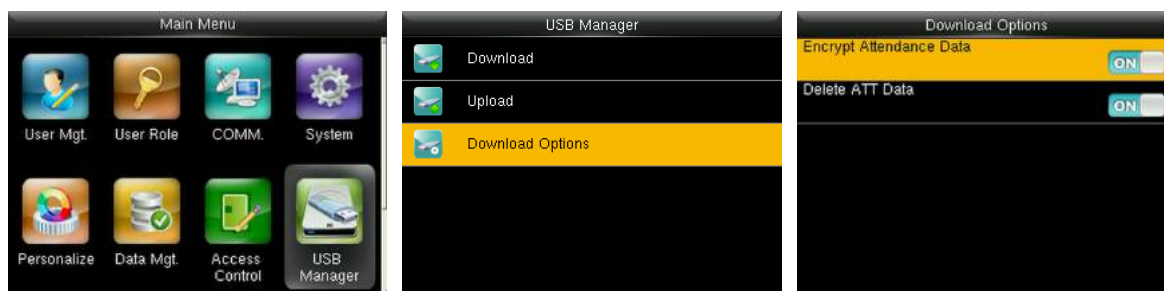 Main Menu
User Mgt.
User Role
COMM.
System
Personalize
Data Mgt.
Access
Control
USB
Manager
USB Manager
Download
Upload
Download Options
Download Options
Encrypt Attendance Data
ON
Delete ATT Data
ON